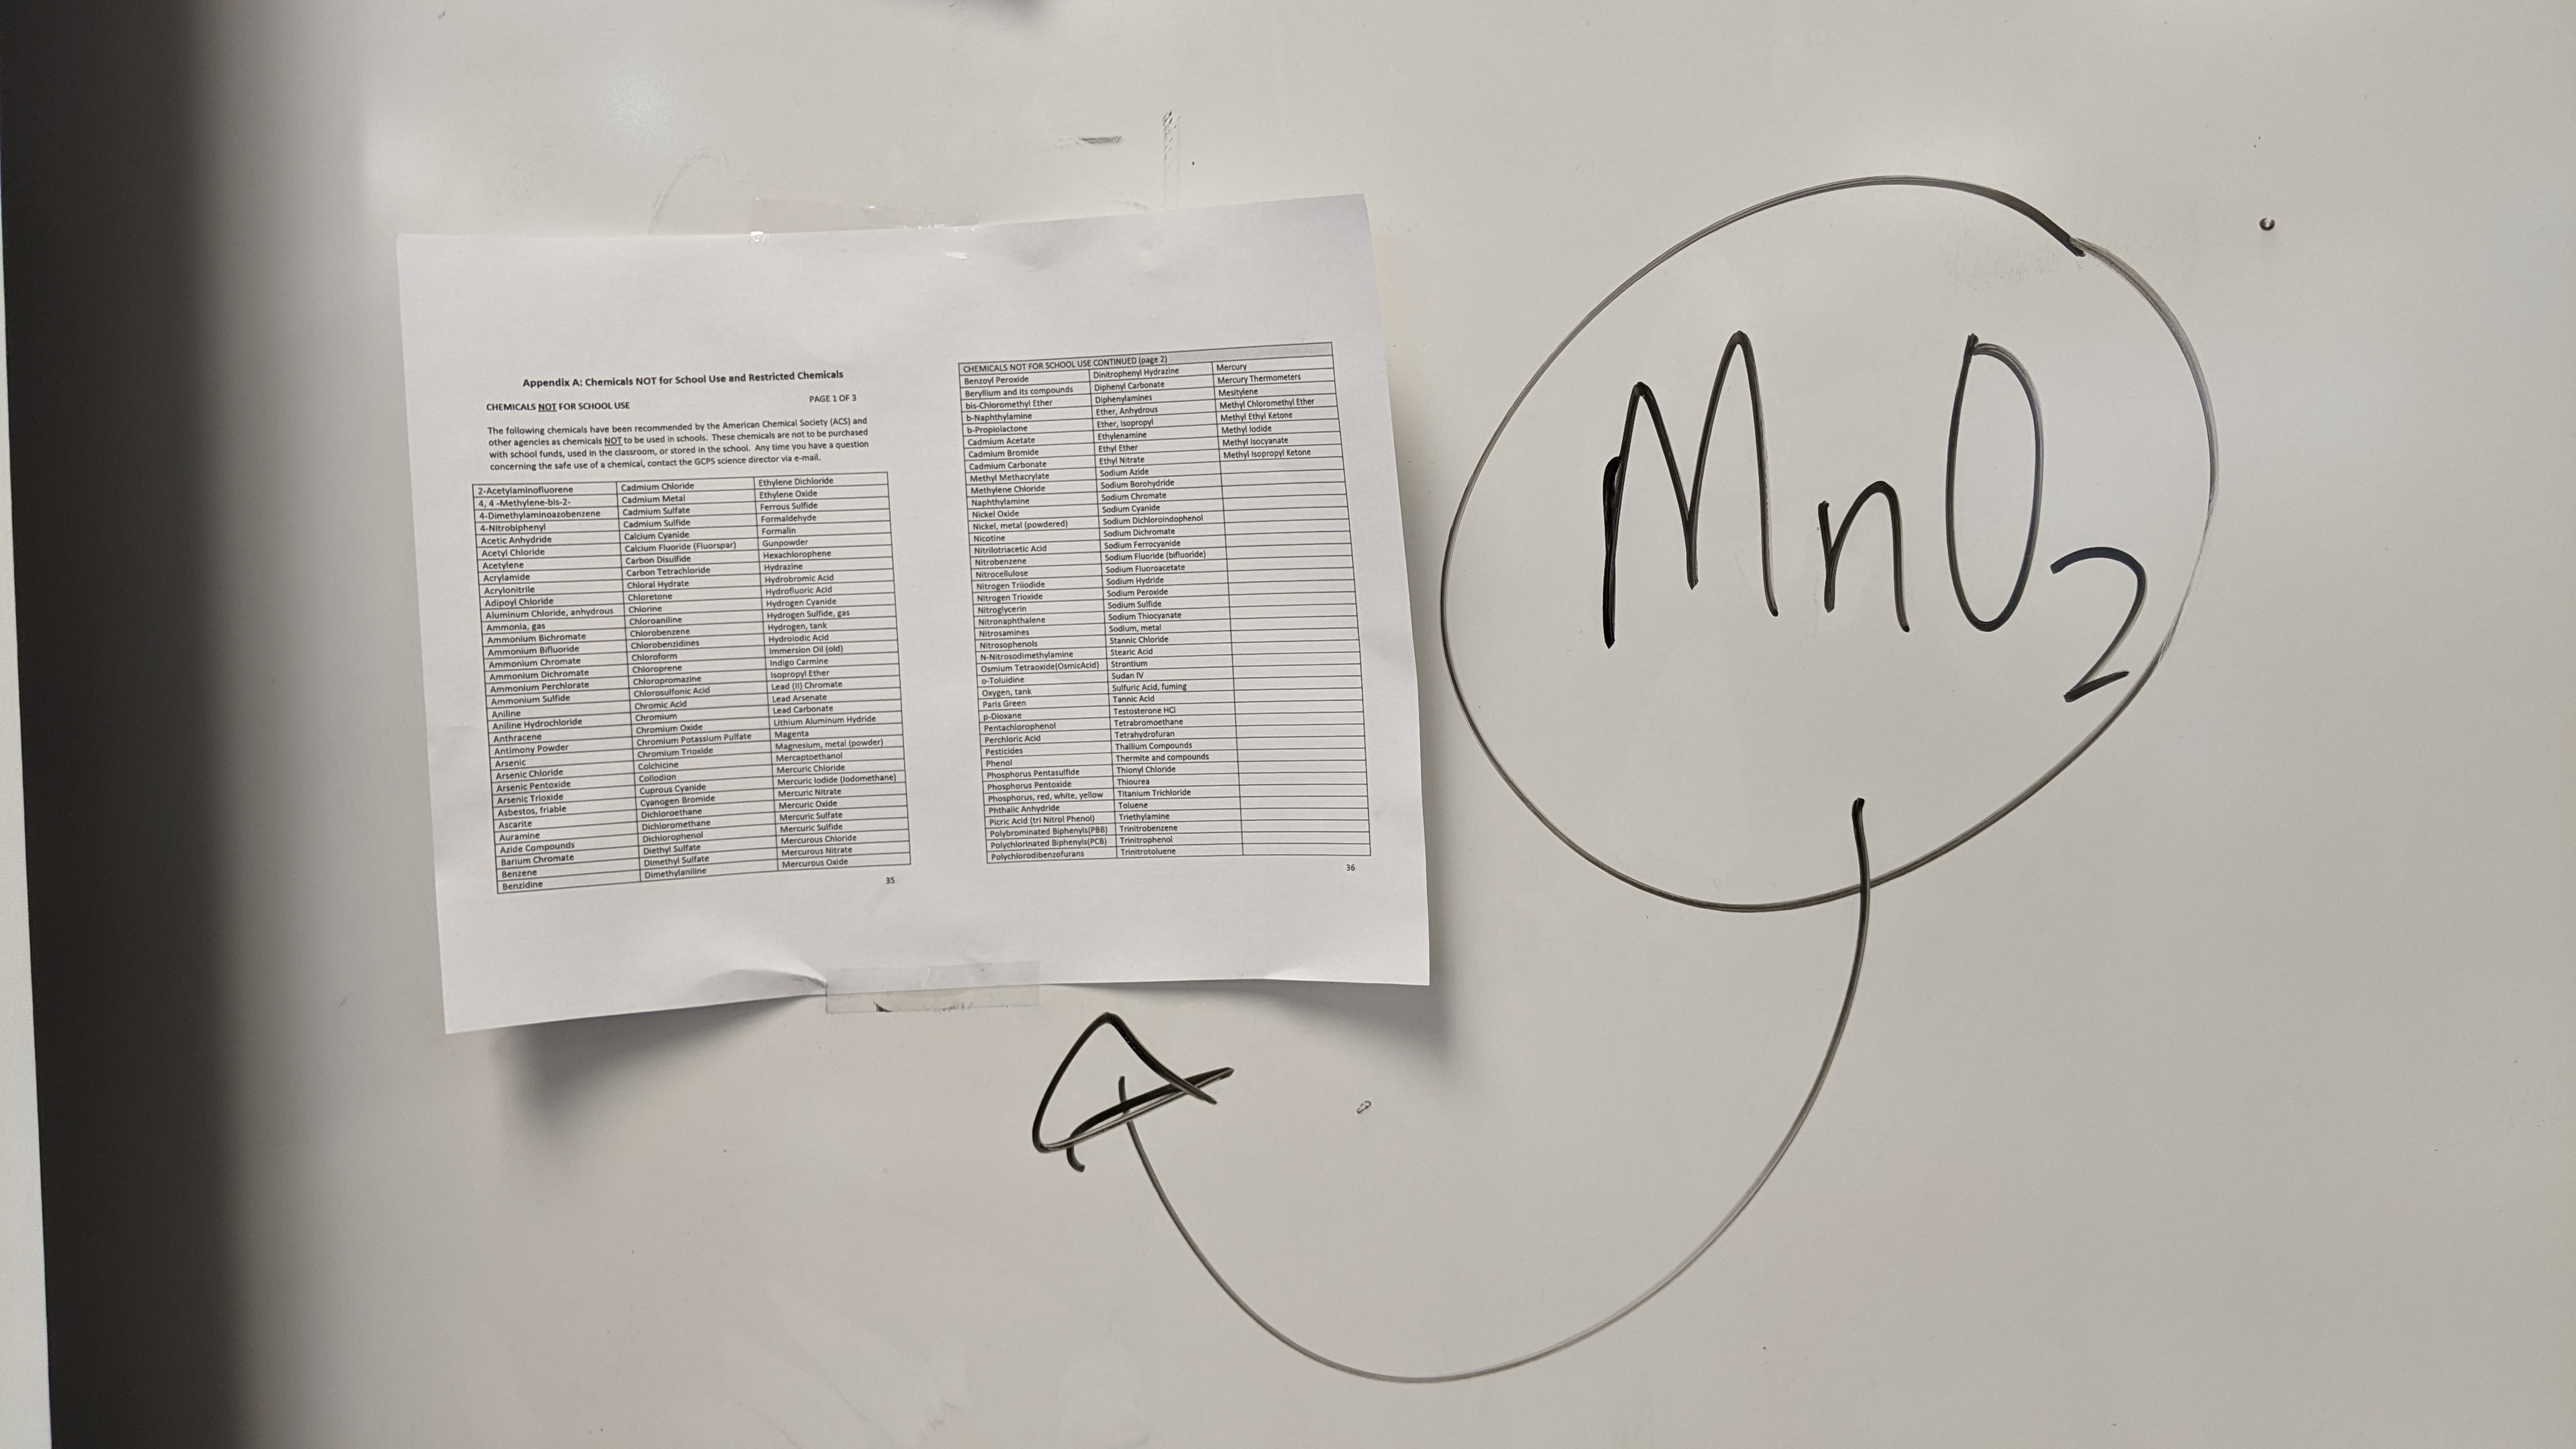 Appendix A: Chemicals NOT for School Use and Restricted Chemicals
CHEMICALS NOT FOR SCHOOL USE PAGE 1 OF 3
The following chemicals have been recommended by the American Chemical Society (ACS) and
other agencies as chemicals NOT to be used in schools. These chemicals are not to be purchased
with school funds, used in the classroom, or stored in the school. Any time you have a question
concerning the safe use of a chemical, contact the GCPS science director via e-mail.
2-Acetylaminofluorene Cadmium Chloride Ethylene Dichloride
4, 4 -Methylene-bis-2- Cadmium Metal Ethylene Oxide
4-Dimethylaminoazobenzene Cadmium Sulfate Ferrous Sulfide
4-Nitrobiphenyl Cadmium Sulfide Formaldehyde
Acetic Anhydride Calcium Cyanide Formalin
Acetyl Chloride Calcium Fluoride (Fluorspar) Gunpowder
Acetylene Carbon Disulfide Hexachlorophene
Acrylamide Carbon Tetrachloride Hydrazine
Acrylonitrile Chloral Hydrate Hydrobromic Acid
Adipoyl Chloride Chloretone Hydrofluoric Acid
Aluminum Chloride, anhydrous Chlorine Hydrogen Cyanide
Ammonia, gas Chloroaniline Hydrogen Sulfide, gas
Ammonium Bichromate Chlorobenzene Hydrogen, tank
Ammonium Bifluoride Chlorobenzidines Hydroiodic Acid
Ammonium Chromate Chloroform Immersion Oil (old)
Ammonium Dichromate Chloroprene Indigo Carmine
Ammonium Perchlorate Chloropromazine Isopropyl Ether
Ammonium Sulfide Chlorosulfonic Acid Lead (II) Chromate
Aniline Chromic Acid Lead Arsenate
Aniline Hydrochloride Chromium Lead Carbonate
Anthracene Chromium Oxide Lithium Aluminum Hydride
Antimony Powder Chromium Potassium Pulfate Magenta
Arsenic Chromium Trioxide Magnesium, metal (powder)
Arsenic Chloride Colchicine Mercaptoethanol
Arsenic Pentoxide Collodion Mercuric Chloride
Arsenic Trioxide Cuprous Cyanide Mercuric Iodide (Iodomethane)
Asbestos, friable Cyanogen Bromide Mercuric Nitrate
Ascarite Dichloroethane Mercuric Oxide
Auramine Dichloromethane Mercuric Sulfate
Azide Compounds Dichlorophenol Mercuric Sulfide
Barium Chromate Diethyl Sulfate Mercurous Chloride
Benzene Dimethyl Sulfate Mercurous Nitrate
Benzidine Dimethylaniline Mercurous Oxide
35
CHEMICALS NOT FOR SCHOOL USE CONTINUED (page 2)
Benzoyl Peroxide Dinitrophenyl Hydrazine Mercury
Beryllium and its compounds Diphenyl Carbonate Mercury Thermometers
bis-Chloromethyl Ether Diphenylamines Mesitylene
b-Naphthylamine Ether, Anhydrous Methyl Chloromethyl Ether
b-Propiolactone Ether, Isopropyl Methyl Ethyl Ketone
Cadmium Acetate Ethylenamine Methyl Iodide
Cadmium Bromide Ethyl Ether Methyl Isocyanate
Cadmium Carbonate Ethyl Nitrate Methyl Isopropyl Ketone
Methyl Methacrylate Sodium Azide
Methylene Chloride Sodium Borohydride
Naphthylamine Sodium Chromate
Nickel Oxide Sodium Cyanide
Nickel, metal (powdered) Sodium Dichloroindophenol
Nicotine Sodium Dichromate
Nitrilotriacetic Acid Sodium Ferrocyanide
Nitrobenzene Sodium Fluoride (bifluoride)
Nitrocellulose Sodium Fluoroacetate
Nitrogen Triiodide Sodium Hydride
Nitrogen Trioxide Sodium Peroxide
Nitroglycerin Sodium Sulfide
Nitronaphthalene Sodium Thiocyanate
Nitrosamines Sodium, metal
Nitrosophenols Stannic Chloride
N-Nitrosodimethylamine Stearic Acid
Osmium Tetraoxide(OsmicAcid) Strontium
o-Toluidine Sudan IV
Oxygen, tank Sulfuric Acid, fuming
Paris Green Tannic Acid
p-Dioxane Testosterone HCl
Pentachlorophenol Tetrabromoethane
Perchloric Acid Tetrahydrofuran
Pesticides Thallium Compounds
Phenol Thermite and compounds
Phosphorus Pentasulfide Thionyl Chloride
Phosphorus Pentoxide Thiourea
Phosphorus, red, white, yellow Titanium Trichloride
Phthalic Anhydride Toluene
Picric Acid (tri Nitrol Phenol) Triethylamine
Polybrominated Biphenyls(PBB) Trinitrobenzene
Polychlorinated Biphenyls(PCB) Trinitrophenol
Polychlorodibenzofurans Trinitrotoluene
36
MnO2